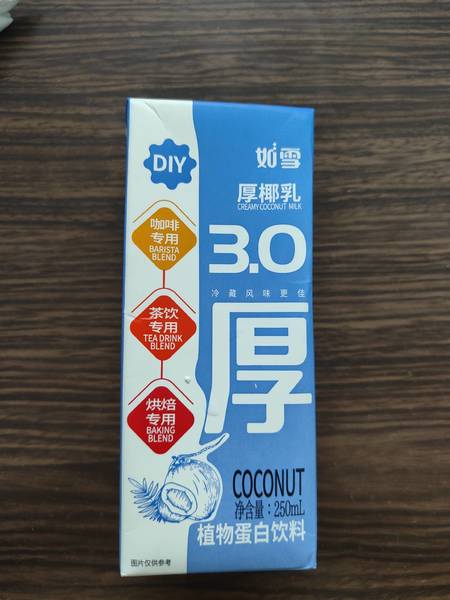 DIY
如雪
厚椰乳
CREAMY COCONUT MILK
3.0
冷藏风味更佳
厚
咖啡
专用
BARISTA
BLEND
茶饮
专用
TEA DRINK
BLEND
烘焙
专用
BAKING
BLEND
COCONUT
净含量:250mL
植物蛋白饮料
图片仅供参考